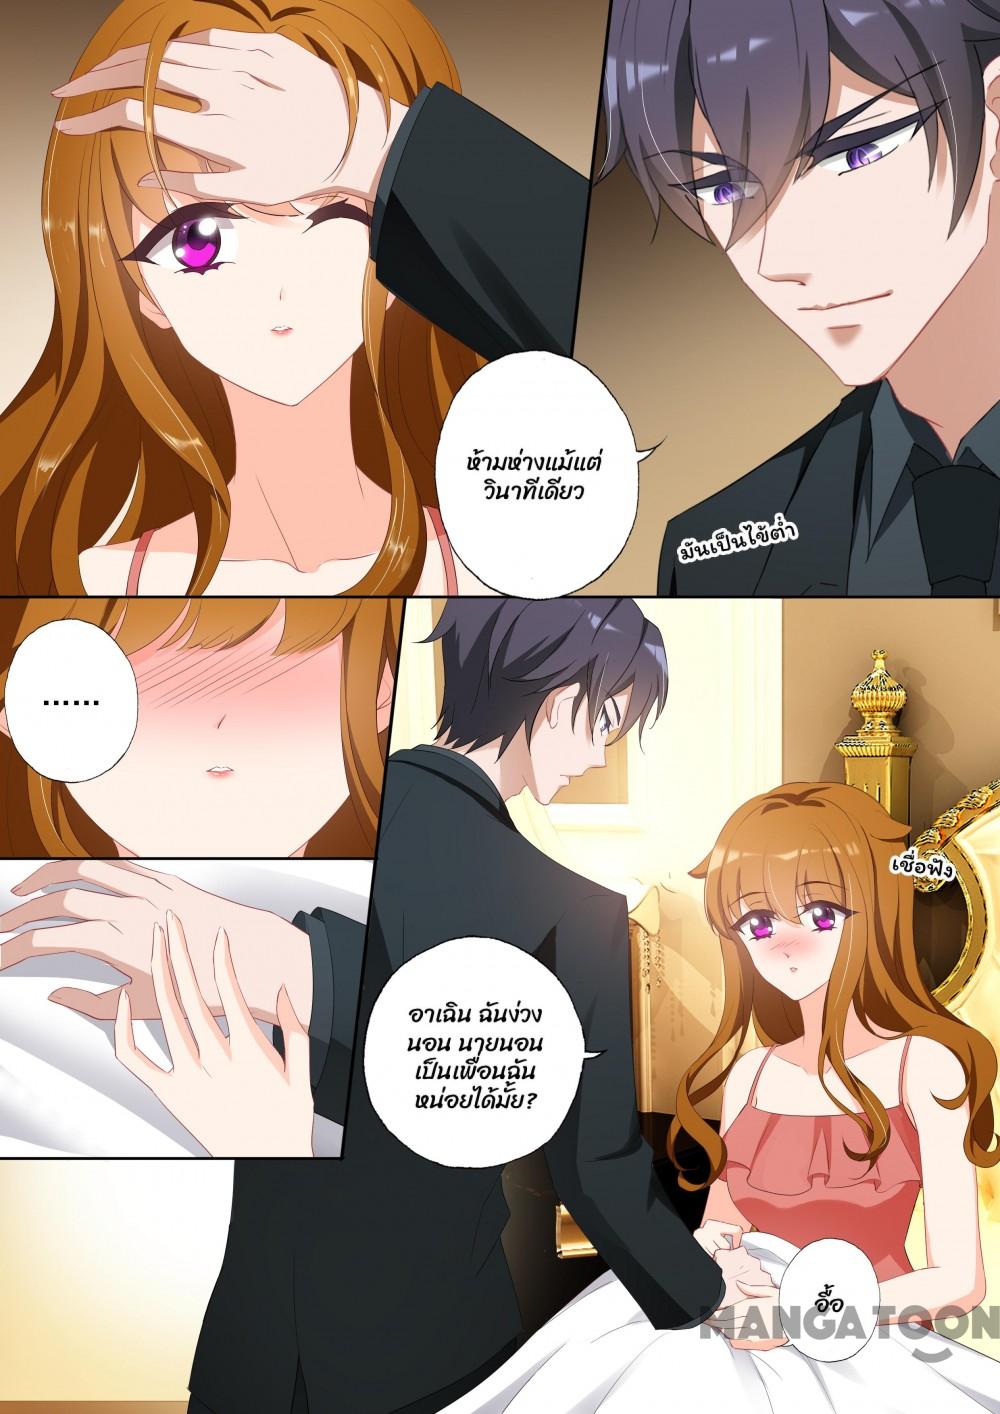 ห้ามห่างแม้แต่
วินาทีเดียว
มันเป็นไข้ต่ำ
......
เชื่อฟัง
อาเฉิน ฉันง่วง
นอน นายนอน
เป็นเพื่อนฉัน
หน่อยได้มั้ย?
อื้อ
MANGATOON